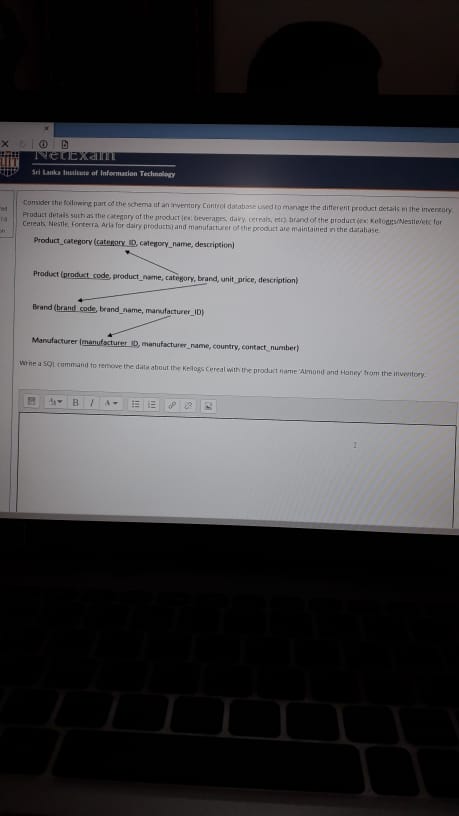 NetExam
Sri Lanka Institute of Information Technology
Consider the following part of the schema of an Inventory Control database used to manage the different product details in the inventory.
Product details such as the category of the product (ex: beverages, dairy, cereals, etc), brand of the product (ex: Kelloggs/Nestle/etc for
Cereals, Nestle, Fonterra, Arla for dairy products) and manufacturer of the product are maintained in the database.
Product_category (category_ID, category_name, description)
Product (product_code, product_name, category, brand, unit_price, description)
Brand (brand_code, brand_name, manufacturer_ID)
Manufacturer (manufacturer_ID, manufacturer_name, country, contact_number)
Write a SQL command to remove the data about the Kellogs Cereal with the product name 'Almond and Honey' from the inventory.
B I A